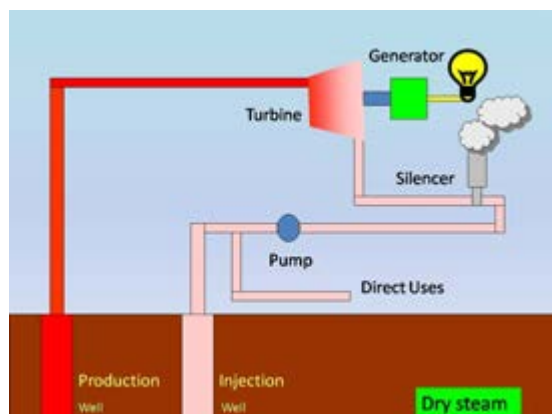 Generator
Turbine
Silencer
Pump
Direct Uses
Production
Well
Injection
Well
Dry steam